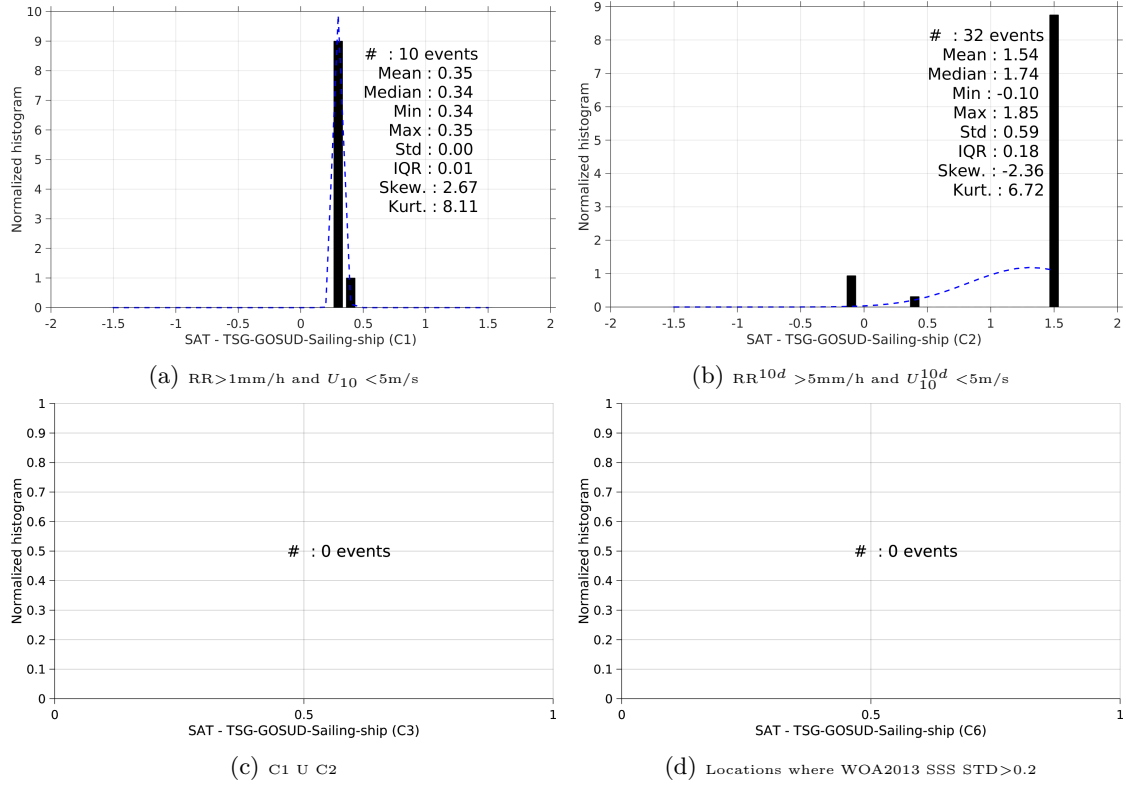 10
9
8
7
6
5
4
3
2
1
0
Normalized histogram
# : 10 events
Mean : 0.35
Median : 0.34
Min : 0.34
Max : 0.35
Std : 0.00
IQR : 0.01
Skew. : 2.67
Kurt. : 8.11
-2 -1.5 -1 -0.5 0 0.5 1 1.5 2
SAT - TSG-GOSUD-Sailing-ship (C1)
(a) RR>1mm/h and U10 <5m/s
9
8
7
6
5
4
3
2
1
0
Normalized histogram
# : 32 events
Mean : 1.54
Median : 1.74
Min : -0.10
Max : 1.85
Std : 0.59
IQR : 0.18
Skew. : -2.36
Kurt. : 6.72
-2 -1.5 -1 -0.5 0 0.5 1 1.5 2
SAT - TSG-GOSUD-Sailing-ship (C2)
(b) RR10d >5mm/h and U10d10 <5m/s
1
0.9
0.8
0.7
0.6
0.5
0.4
0.3
0.2
0.1
0
Normalized histogram
# : 0 events
0 0.5 1
SAT - TSG-GOSUD-Sailing-ship (C3)
(c) C1 U C2
1
0.9
0.8
0.7
0.6
0.5
0.4
0.3
0.2
0.1
0
Normalized histogram
# : 0 events
0 0.5 1
SAT - TSG-GOSUD-Sailing-ship (C6)
(d) Locations where WOA2013 SSS STD>0.2